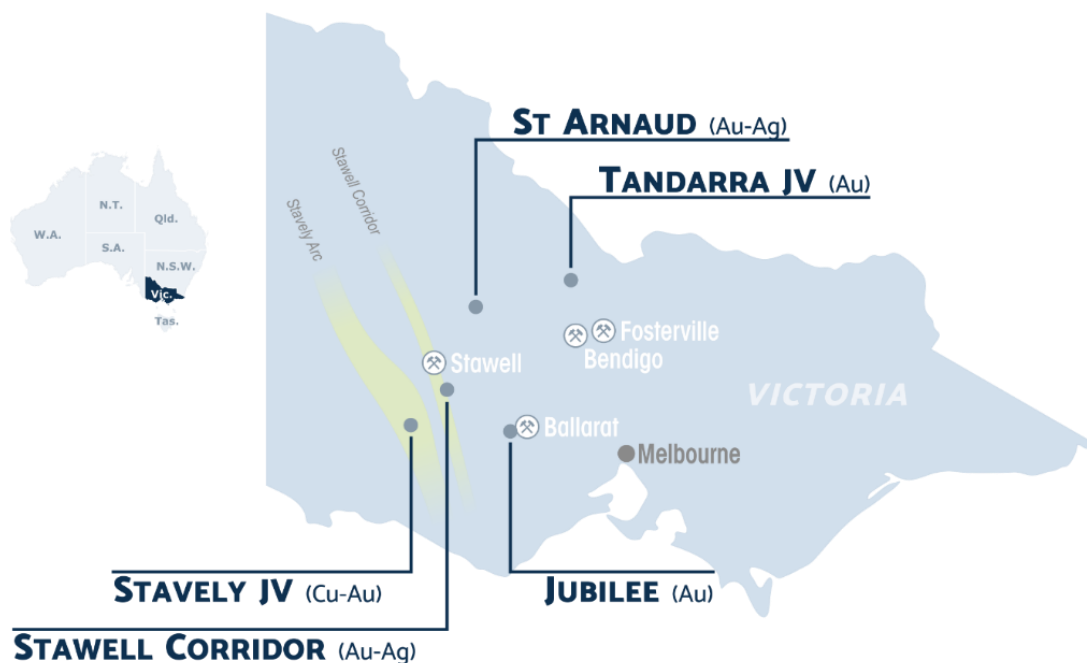 ST ARNAUD (Au-Ag)
TANDARRA JV (Au)
Stawell Corridor
Stavely Arc
N.T.
Qld.
W.A.
S.A.
N.S.W.
Vic.
Tas.
Fosterville
Bendigo
Stawell
VICTORIA
Ballarat
Melbourne
STAVELY JV (Cu-Au)
JUBILEE (Au)
STAWELL CORRIDOR (Au-Ag)